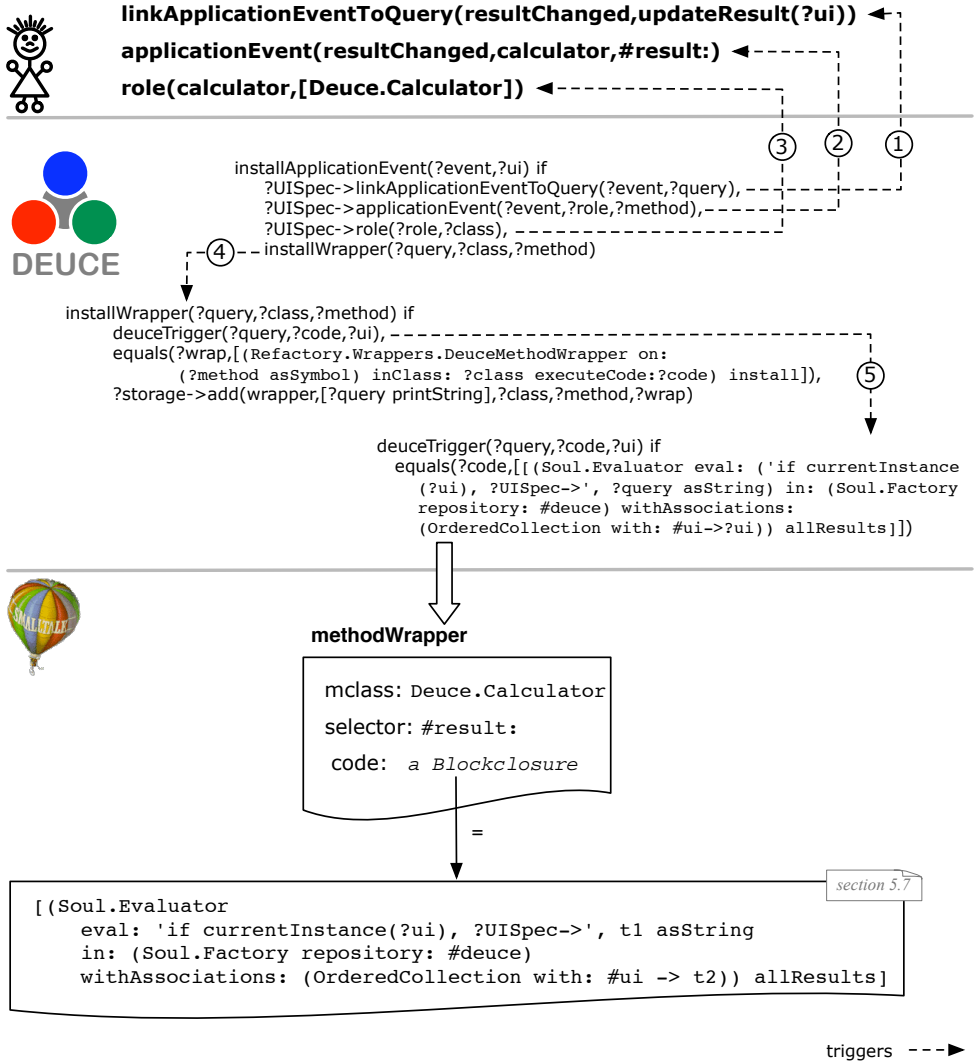 linkApplicationEventToQuery(resultChanged,updateResult(?ui))
applicationEvent(resultChanged,calculator,#result:)
role(calculator,[Deuce.Calculator])
3
2
1
installApplicationEvent(?event,?ui) if
?UISpec->linkApplicationEventToQuery(?event,?query),
?UISpec->applicationEvent(?event,?role,?method),
?UISpec->role(?role,?class),
installWrapper(?query,?class,?method)
4
DEUCE
installWrapper(?query,?class,?method) if
deuceTrigger(?query,?code,?ui),
equals(?wrap,[(Refactory.Wrappers.DeuceMethodWrapper on:
(?method asSymbol) inClass: ?class executeCode:?code) install]),
?storage->add(wrapper,[?query printString],?class,?method,?wrap)
5
deuceTrigger(?query,?code,?ui) if
equals(?code,[[(Soul.Evaluator eval: ('if currentInstance
(?ui), ?UISpec->', ?query asString) in: (Soul.Factory
repository: #deuce) withAssociations:
(OrderedCollection with: #ui->?ui)) allResults]])
SMALLTALK
methodWrapper
mclass: Deuce.Calculator
selector: #result:
code: a Blockclosure
=
section 5.7
[(Soul.Evaluator
eval: 'if currentInstance(?ui), ?UISpec->', t1 asString
in: (Soul.Factory repository: #deuce)
withAssociations: (OrderedCollection with: #ui -> t2)) allResults]
triggers